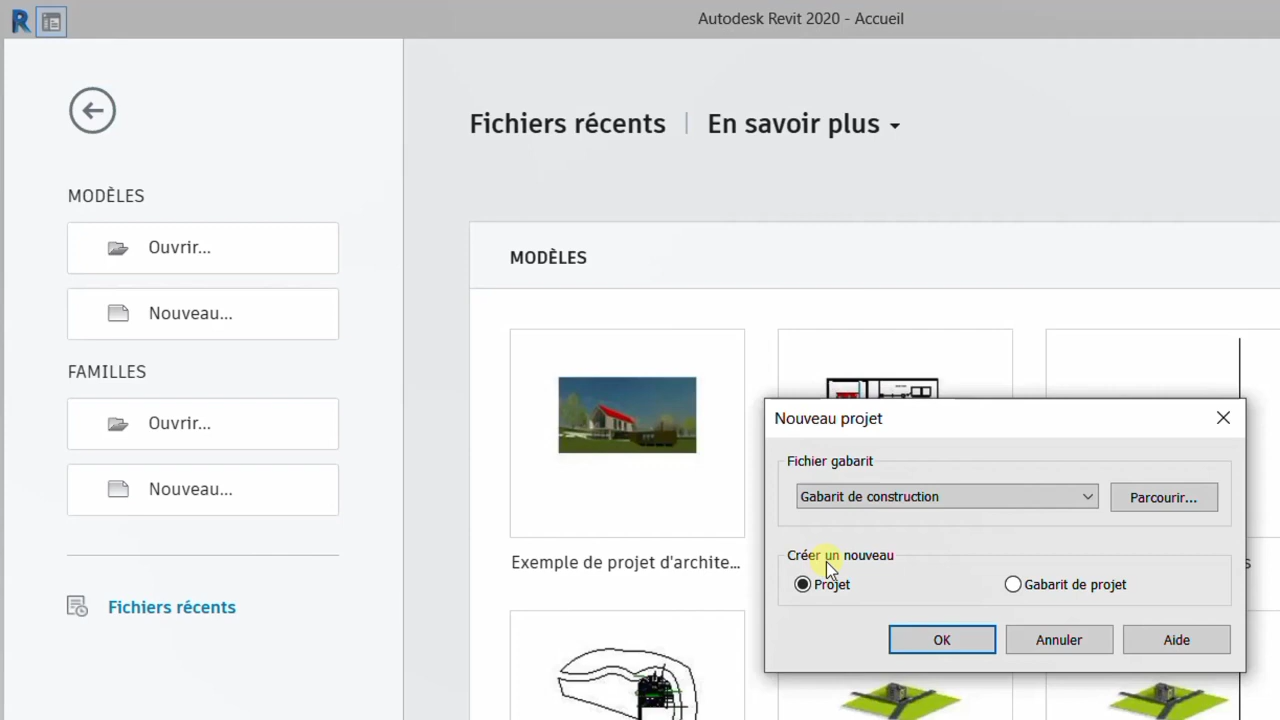 Autodesk Revit 2020 - Accueil
Fichiers récents | En savoir plus
MODÈLES
Ouvrir...
Nouveau...
FAMILLES
Ouvrir...
Nouveau...
Fichiers récents
MODÈLES
Exemple de projet d'archite...
Nouveau projet
Fichier gabarit
Gabarit de construction
Parcourir...
Créer un nouveau
Projet
Gabarit de projet
OK
Annuler
Aide